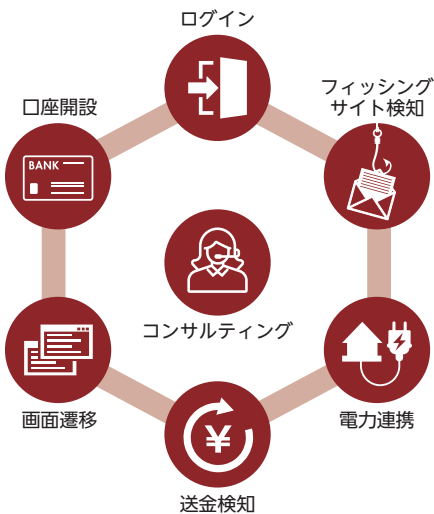 ログイン
フィッシング
サイト検知
口座開設
BANK
コンサルティング
¥
画面遷移
電力連携
送金検知